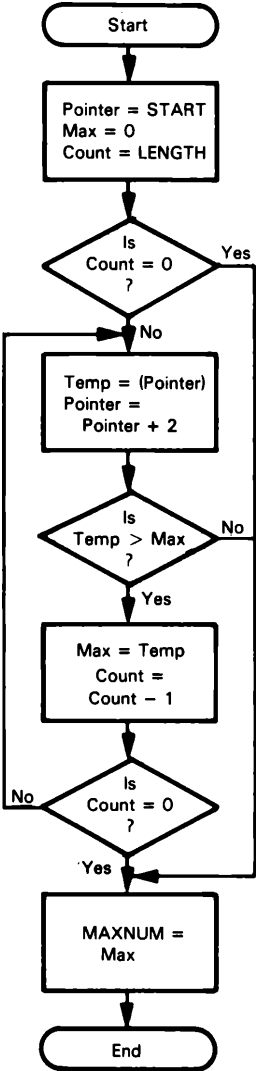 Start
Pointer = START
Max = 0
Count = LENGTH
Is
Count = 0
?
Yes
No
Temp = (Pointer)
Pointer =
Pointer + 2
Is
Temp > Max
?
No
Yes
Max = Temp
Count =
Count – 1
Is
Count = 0
?
No
Yes
MAXNUM =
Max
End